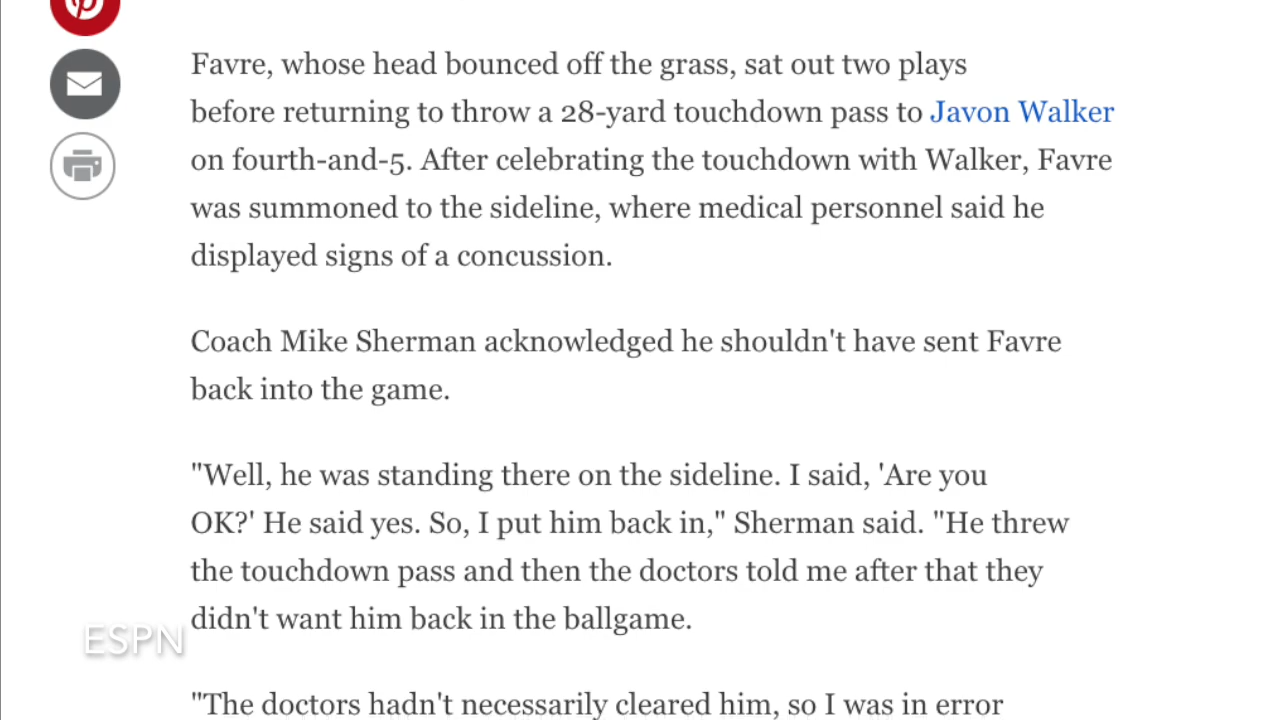 Favre, whose head bounced off the grass, sat out two plays
before returning to throw a 28-yard touchdown pass to Javon Walker
on fourth-and-5. After celebrating the touchdown with Walker, Favre
was summoned to the sideline, where medical personnel said he
displayed signs of a concussion.
Coach Mike Sherman acknowledged he shouldn't have sent Favre
back into the game.
"Well, he was standing there on the sideline. I said, 'Are you
OK?' He said yes. So, I put him back in," Sherman said. "He threw
the touchdown pass and then the doctors told me after that they
didn't want him back in the ballgame.
ESPN
"The doctors hadn't necessarily cleared him, so I was in error